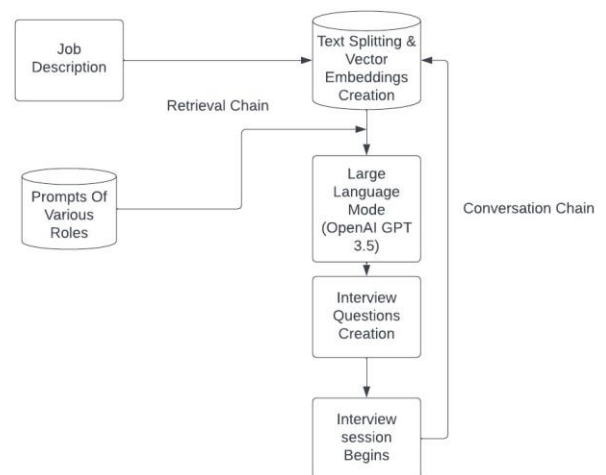 Job
Description
Text Splitting &
Vector
Embeddings
Creation
Retrieval Chain
Prompts Of
Various
Roles
Large
Language
Mode
(OpenAI GPT
3.5)
Conversation Chain
Interview
Questions
Creation
Interview
session
Begins